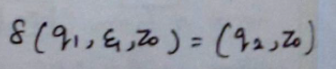 δ(q₁, ε, z₀) = (q₂, z₀)